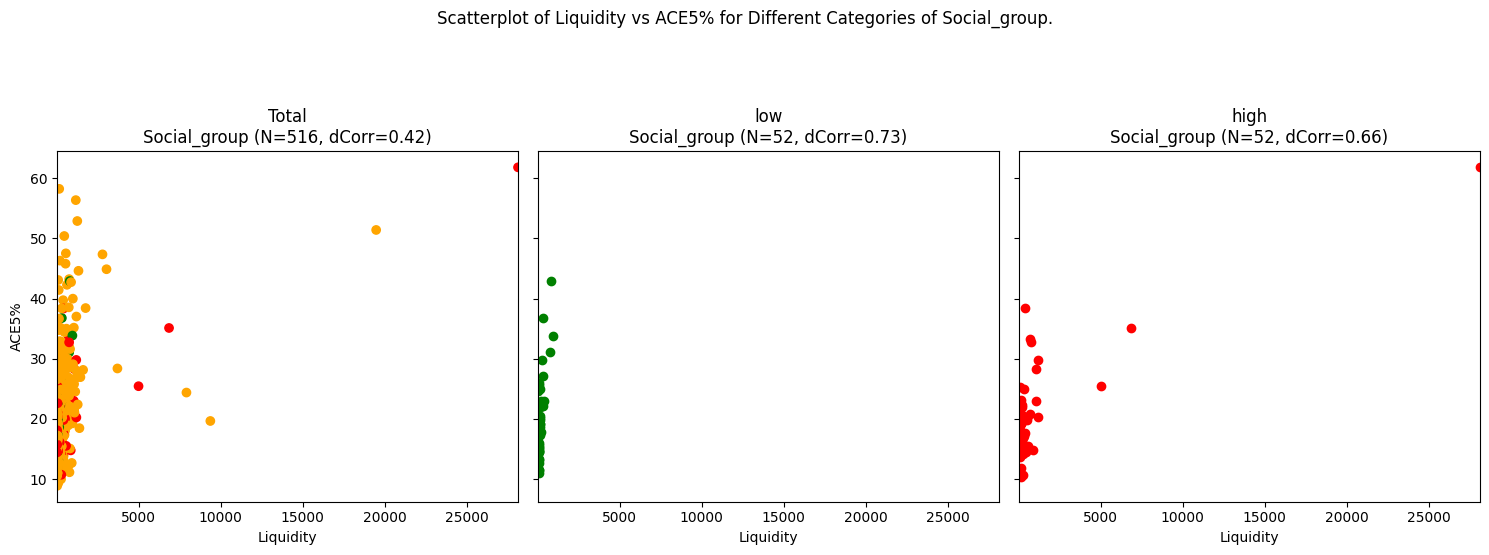 Scatterplot of Liquidity vs ACE5% for Different Categories of Social_group.
Total
Social_group (N=516, dCorr=0.42)
low
Social_group (N=52, dCorr=0.73)
high
Social_group (N=52, dCorr=0.66)
ACE5%
60
50
40
30
20
10
5000 10000 15000 20000 25000
5000 10000 15000 20000 25000
5000 10000 15000 20000 25000
Liquidity
Liquidity
Liquidity